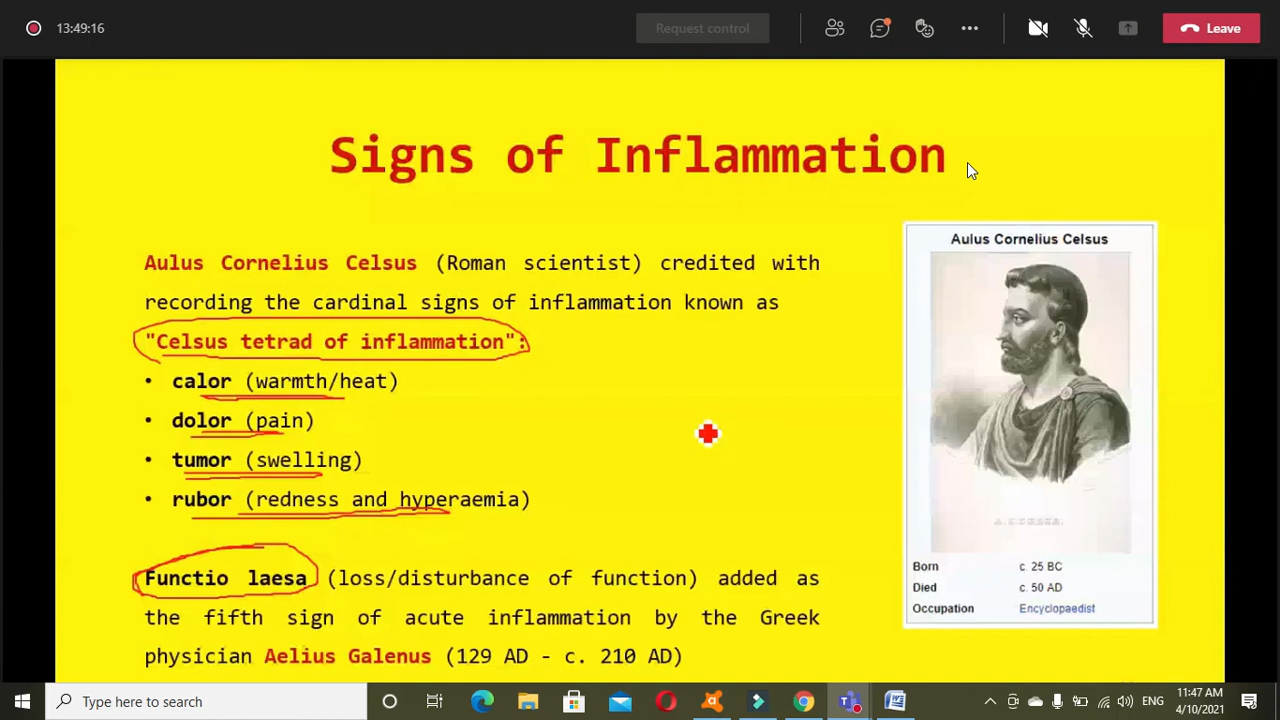 13:49:16
Request control
Leave
Signs of Inflammation
Aulus Cornelius Celsus (Roman scientist) credited with
recording the cardinal signs of inflammation known as
"Celsus tetrad of inflammation":
• calor (warmth/heat)
• dolor (pain)
• tumor (swelling)
• rubor (redness and hyperaemia)
Functio laesa (loss/disturbance of function) added as
the fifth sign of acute inflammation by the Greek
physician Aelius Galenus (129 AD - c. 210 AD)
Aulus Cornelius Celsus
Born c. 25 BC
Died c. 50 AD
Occupation Encyclopaedist
Type here to search
ENG
11:47 AM
4/10/2021